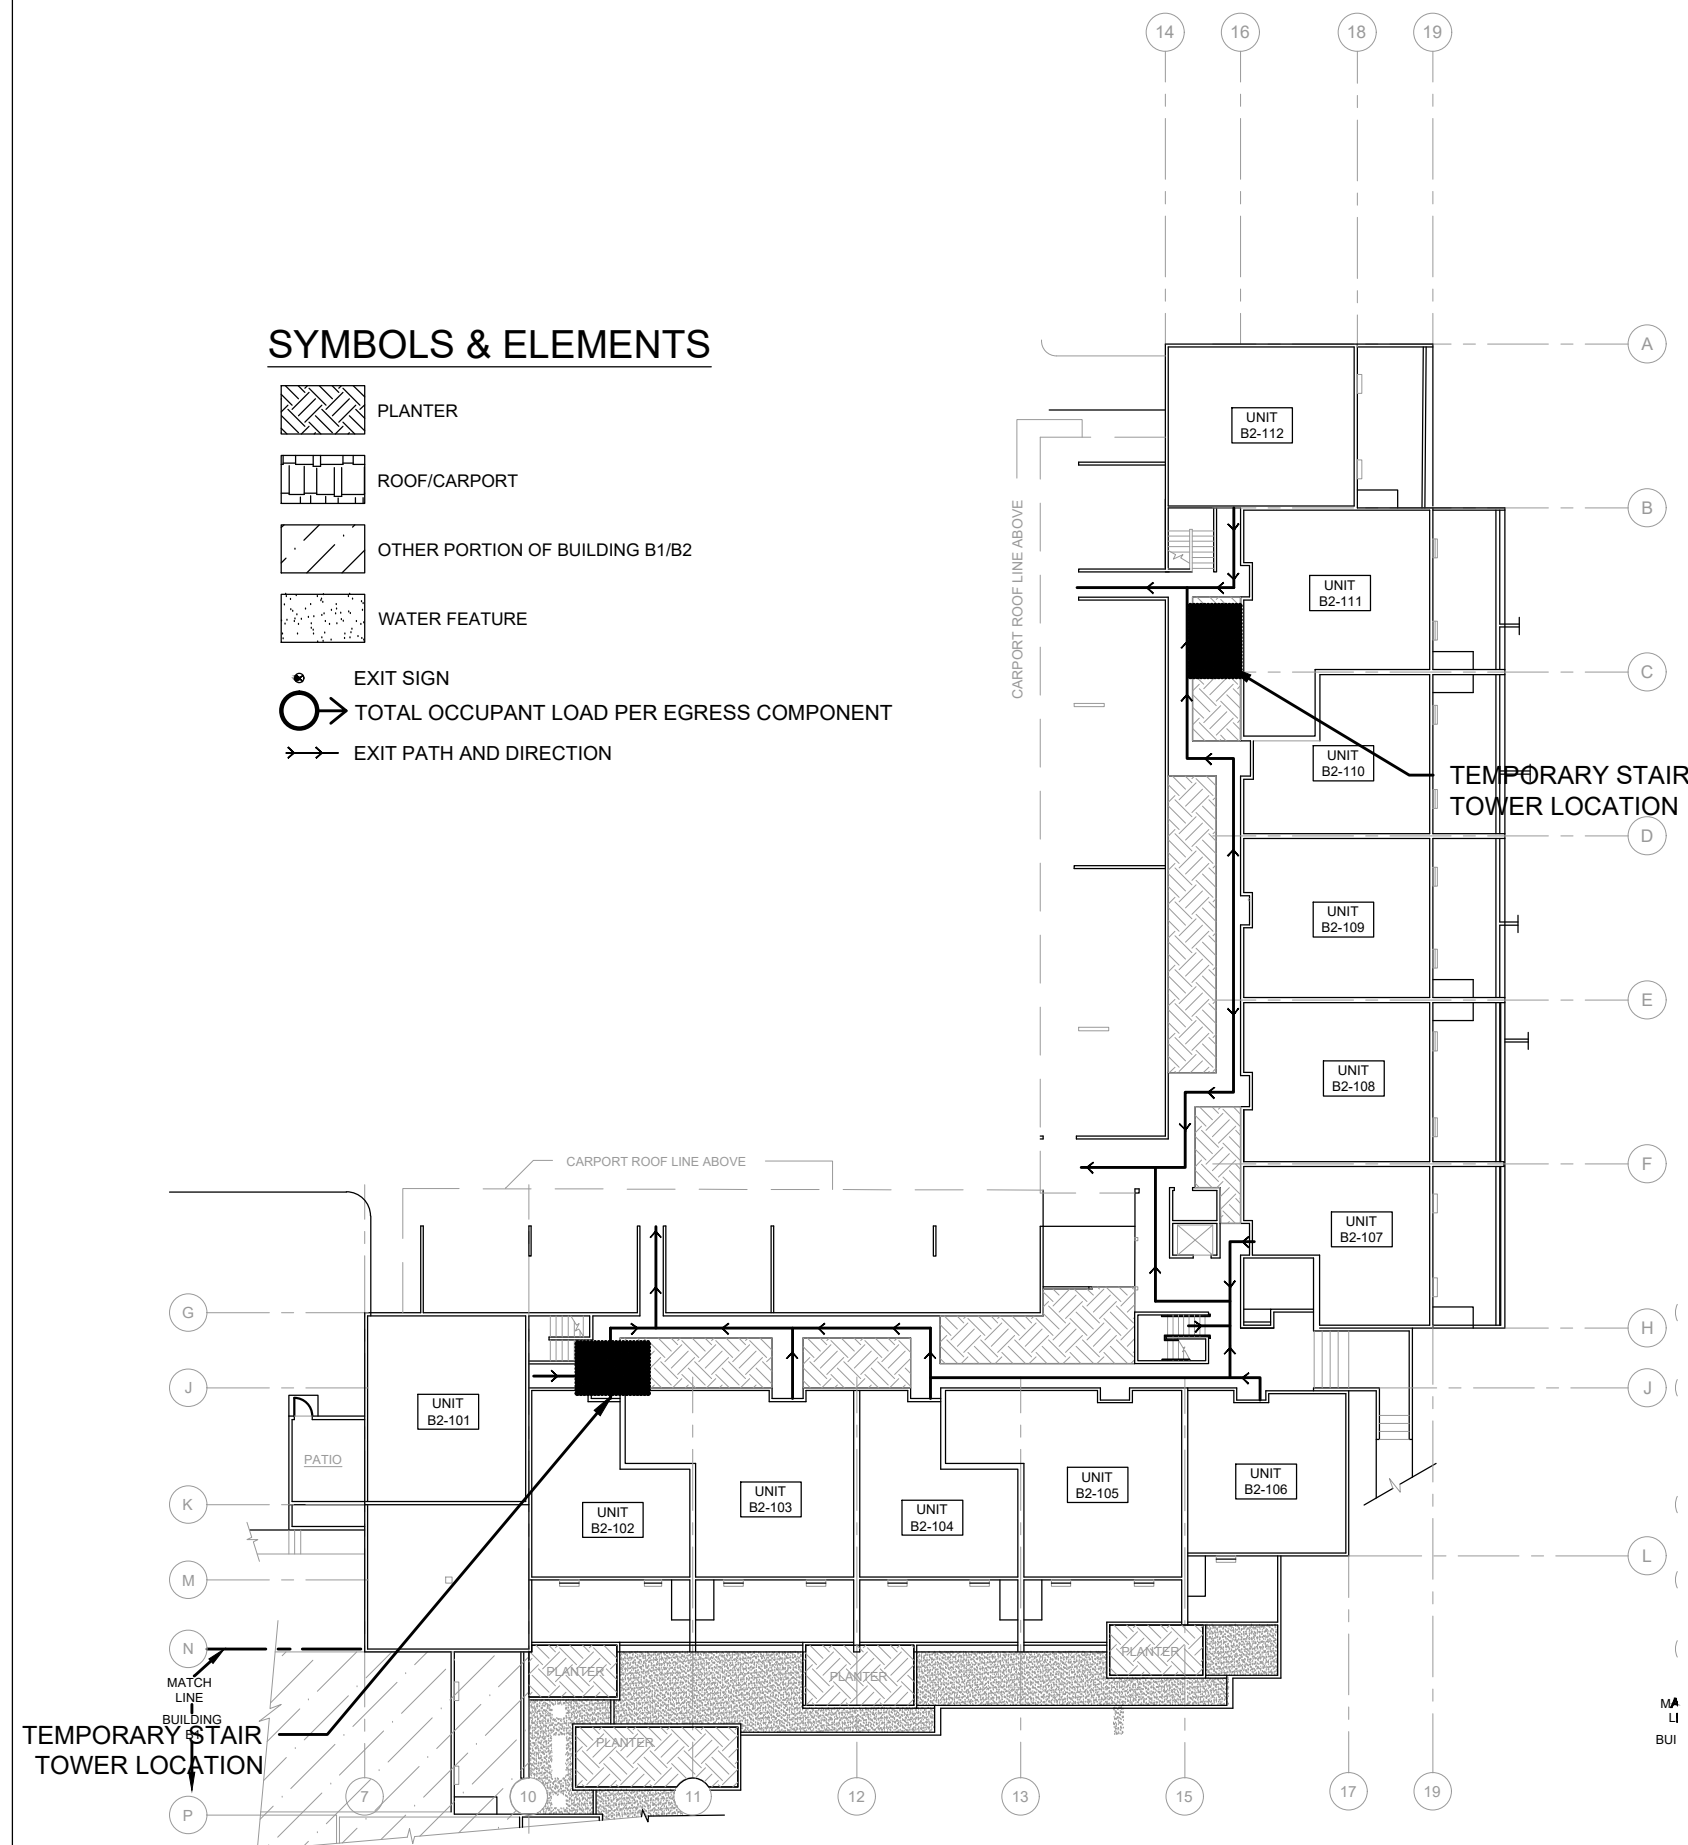 14
16
18
19
SYMBOLS & ELEMENTS
PLANTER
ROOF/CARPORT
OTHER PORTION OF BUILDING B1/B2
WATER FEATURE
EXIT SIGN
TOTAL OCCUPANT LOAD PER EGRESS COMPONENT
EXIT PATH AND DIRECTION
A
B
C
D
E
F
H
J
L
UNIT
B2-112
CARPORT ROOF LINE ABOVE
UNIT
B2-111
UNIT
B2-110
TEMPORARY STAIR
TOWER LOCATION
UNIT
B2-109
UNIT
B2-108
UNIT
B2-107
CARPORT ROOF LINE ABOVE
G
J
K
M
N
P
UNIT
B2-101
PATIO
UNIT
B2-102
UNIT
B2-103
UNIT
B2-104
UNIT
B2-105
UNIT
B2-106
PLANTER
PLANTER
PLANTER
PLANTER
MATCH
LINE
BUILDING
TEMPORARY STAIR
TOWER LOCATION
7
10
11
12
13
15
17
19
BUI